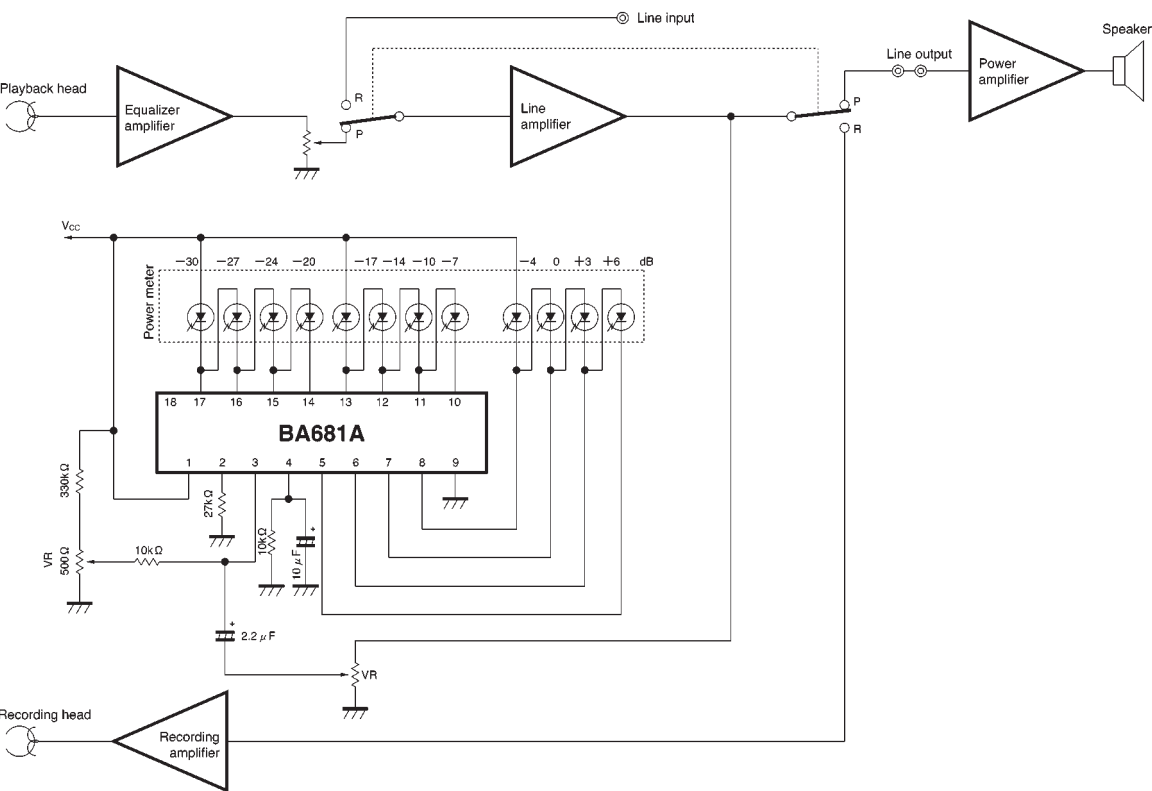 Line input
Speaker
Line output
Power
amplifier
Playback head
R
P
Equalizer
amplifier
P
Line
amplifier
R
VCC
−30 −27 −24 −20 −17 −14 −10 −7 −4 0 +3 +6 dB
Power meter
18 17 16 15 14 13 12 11 10
BA681A
1 2 3 4 5 6 7 8 9
330kΩ
27kΩ
10kΩ
10μF
+
VR
500Ω
10kΩ
+
2.2μF
VR
Recording head
Recording
amplifier